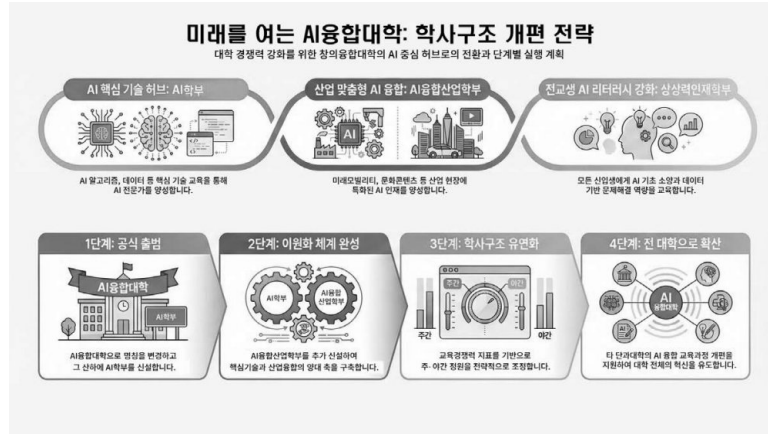 미래를 여는 AI융합대학: 학사구조 개편 전략
대학 경쟁력 강화를 위한 창의융합대학의 AI 중심 허브로의 전환과 단계별 실행 계획
AI 핵심 기술 허브: AI학부
AI 알고리즘, 데이터 등 핵심 기술 교육을 통해
AI 전문가를 양성합니다.
산업 맞춤형 AI 융합: AI융합산업학부
AI
미래모빌리티, 문화콘텐츠 등 산업 현장에
특화된 AI 인재를 양성합니다.
전교생 AI 리터러시 강화: 상상력인재학부
모든 신입생에게 AI 기초 소양과 데이터
기반 문제해결 역량을 교육합니다.
1단계: 공식 출범
AI융합대학
AI학부
AI융합대학으로 명칭을 변경하고
그 산하에 AI학부를 신설합니다.
2단계: 이원화 체계 완성
AI학부
AI융합
산업학부
AI융합산업학부를 추가 신설하여
핵심기술과 산업융합의 양대 축을 구축합니다.
3단계: 학사구조 유연화
주간
야간
주간
야간
교육경쟁력 지표를 기반으로
주·야간 정원을 전략적으로 조정합니다.
4단계: 전 대학으로 확산
AI
융합대학
타 단과대학의 AI 융합 교육과정 개편을
지원하여 대학 전체의 혁신을 유도합니다.